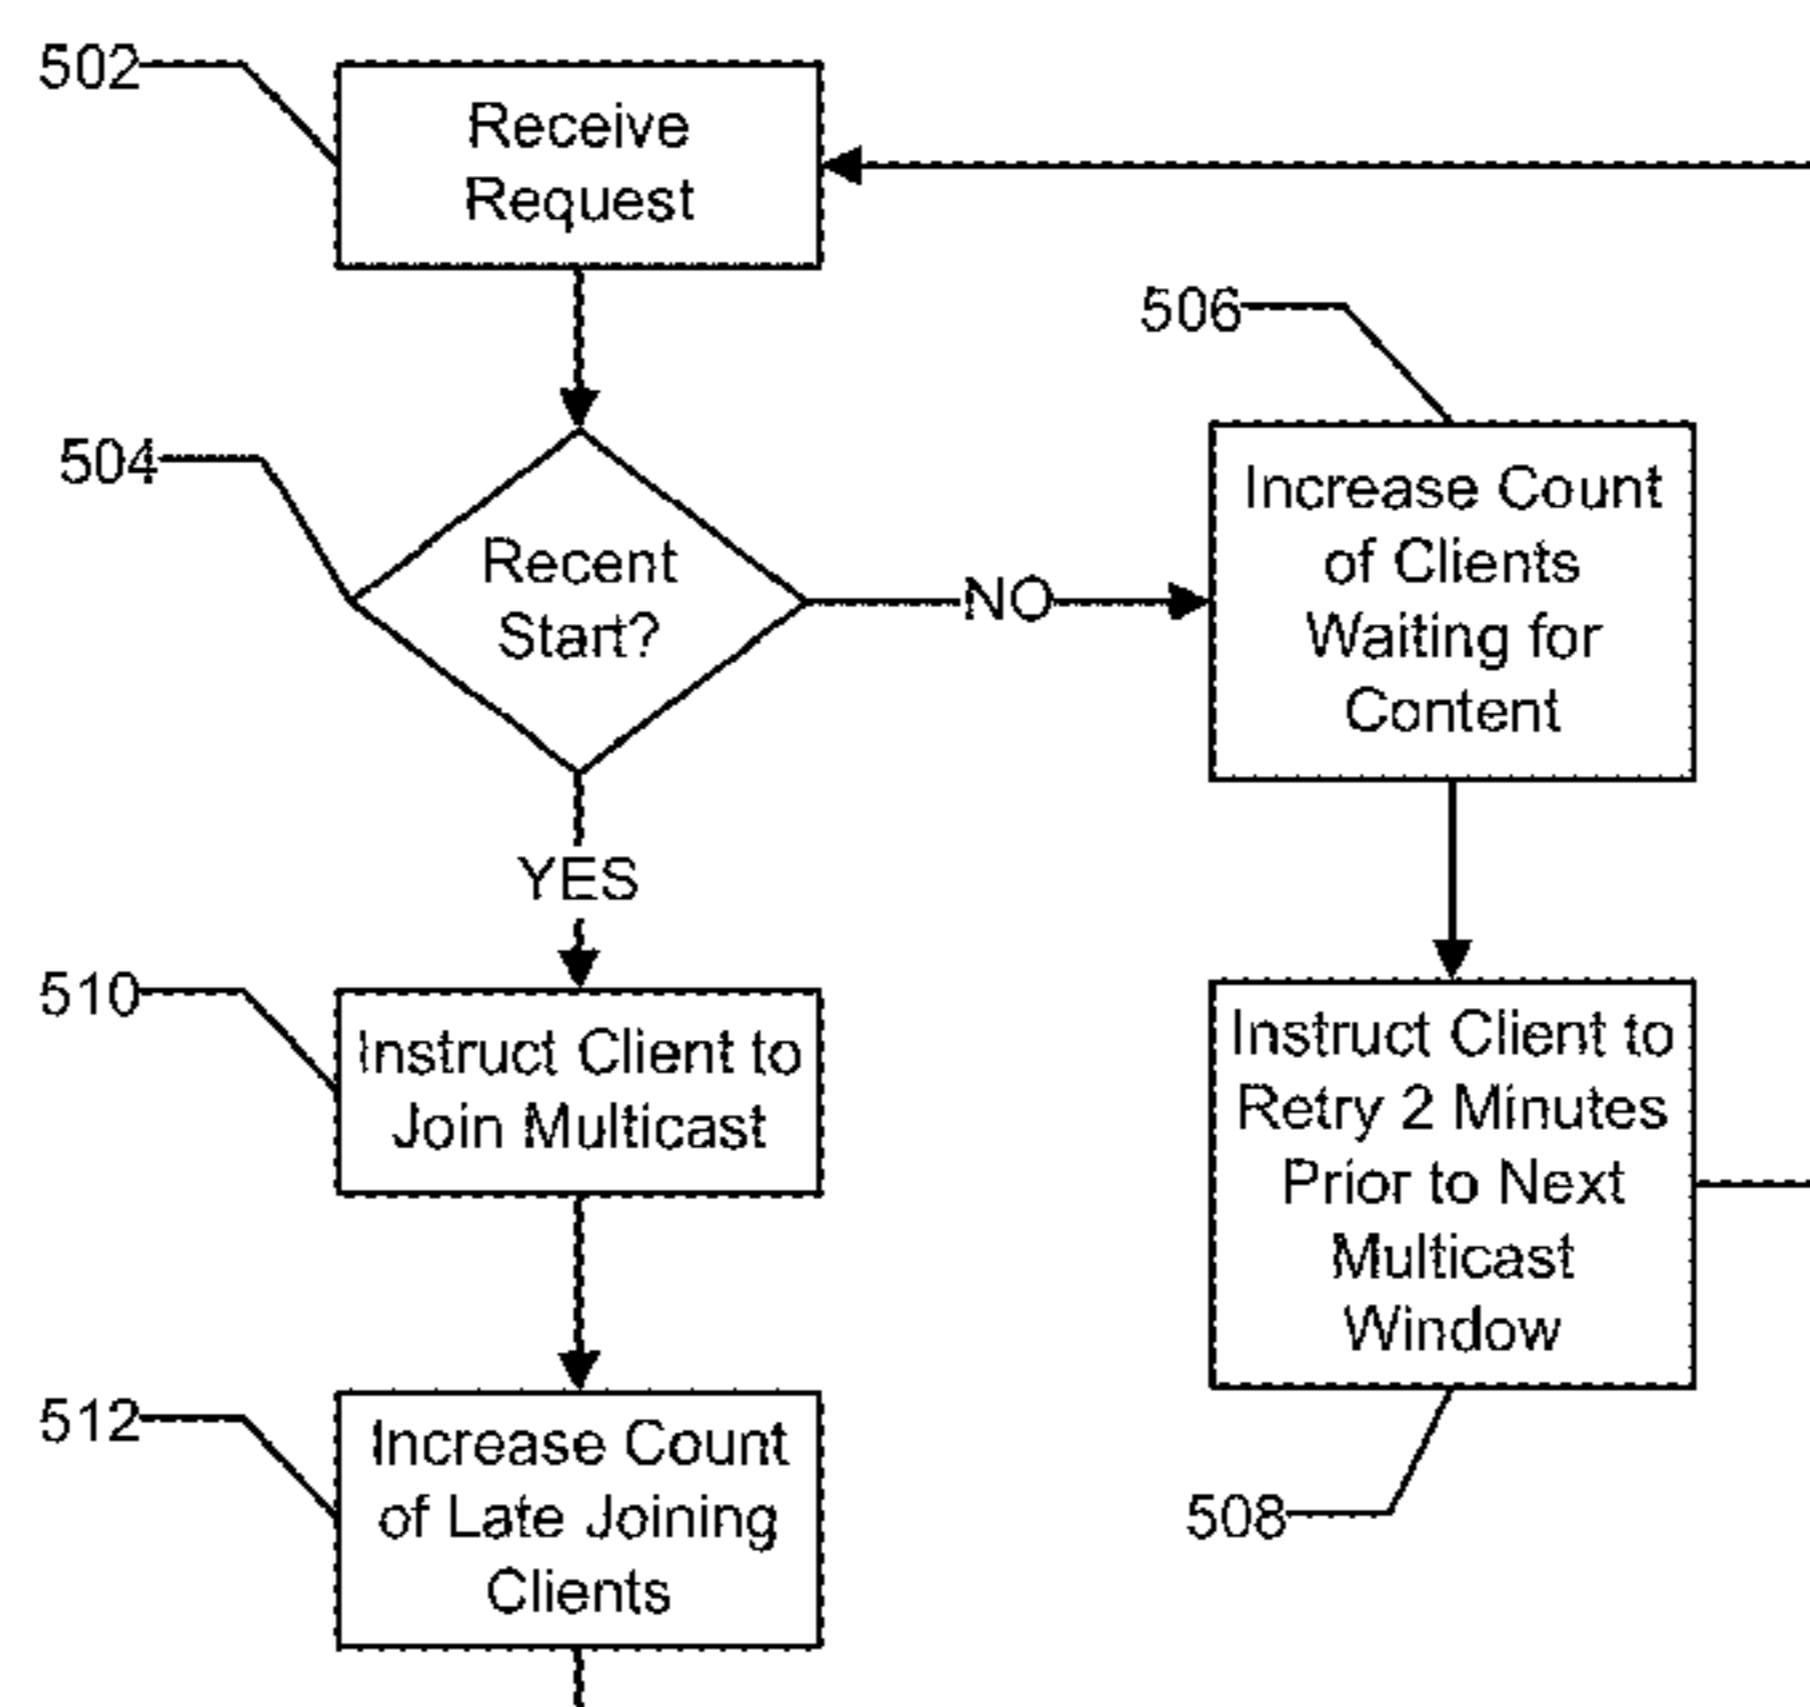 502
Receive
Request
504
Recent
Start?
NO
506
Increase Count
of Clients
Waiting for
Content
YES
510
Instruct Client to
Join Multicast
Instruct Client to
Retry 2 Minutes
Prior to Next
Multicast
Window
508
512
Increase Count
of Late Joining
Clients